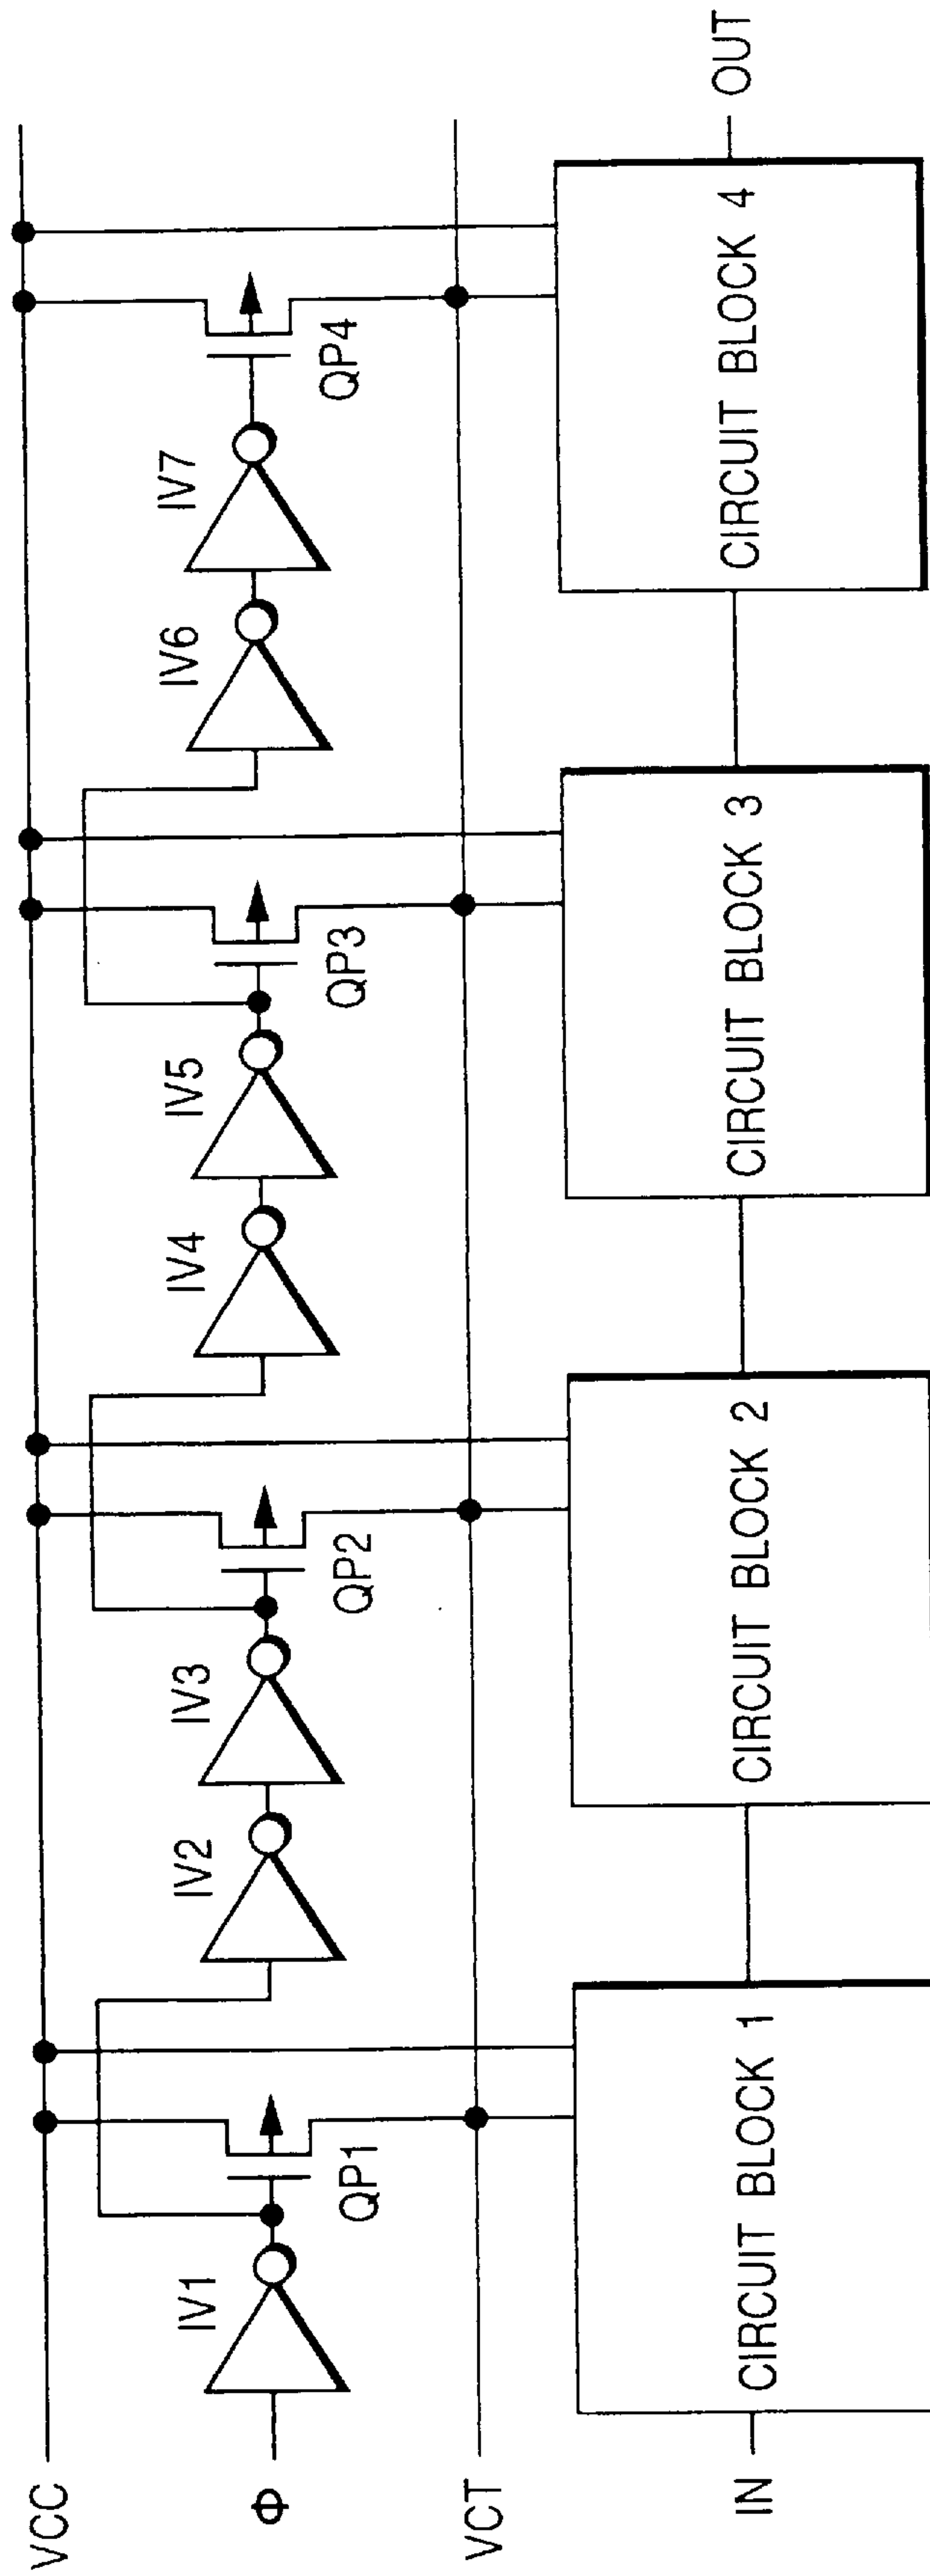 VCC
Φ
IV1
QP1
IV2
IV3
QP2
IV4
IV5
QP3
IV6
IV7
QP4
VCT
IN
CIRCUIT BLOCK 1
CIRCUIT BLOCK 2
CIRCUIT BLOCK 3
CIRCUIT BLOCK 4
OUT